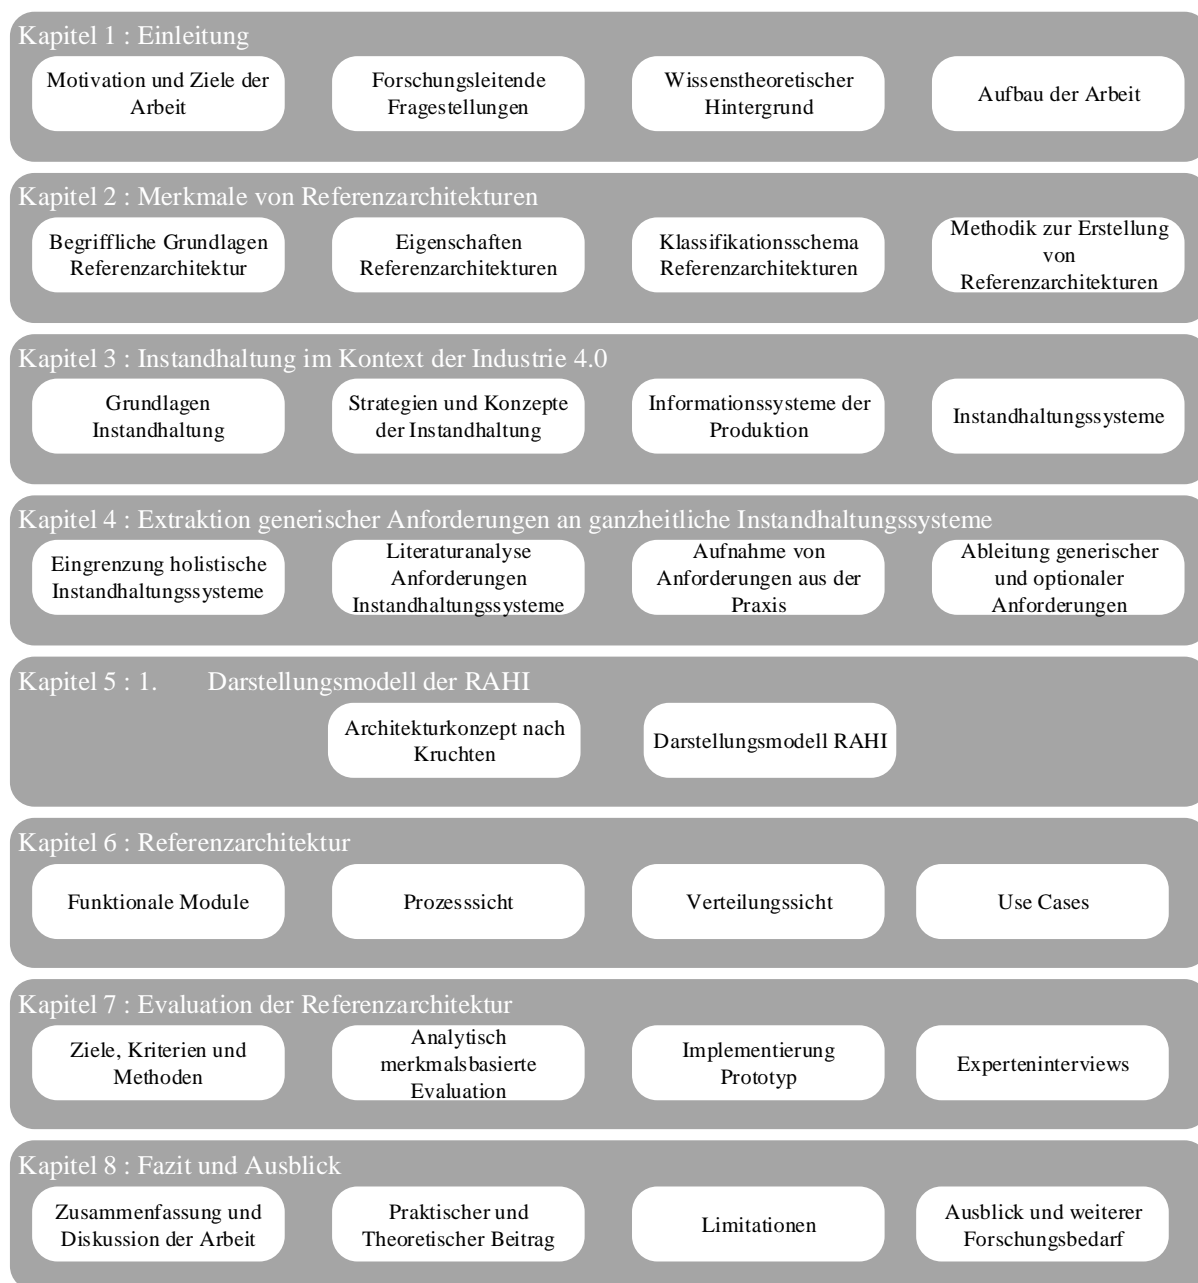 Kapitel 1 : Einleitung
Motivation und Ziele der
Arbeit
Forschungsleitende
Fragestellungen
Wissenstheoretischer
Hintergrund
Aufbau der Arbeit
Kapitel 2 : Merkmale von Referenzarchitekturen
Begriffliche Grundlagen
Referenzarchitektur
Eigenschaften
Referenzarchitekturen
Klassifikationsschema
Referenzarchitekturen
Methodik zur Erstellung
von
Referenzarchitekturen
Kapitel 3 : Instandhaltung im Kontext der Industrie 4.0
Grundlagen
Instandhaltung
Strategien und Konzepte
der Instandhaltung
Informationssysteme der
Produktion
Instandhaltungssysteme
Kapitel 4 : Extraktion generischer Anforderungen an ganzheitliche Instandhaltungssysteme
Eingrenzung holistische
Instandhaltungssysteme
Literaturanalyse
Anforderungen
Instandhaltungssysteme
Aufnahme von
Anforderungen aus der
Praxis
Ableitung generischer
und optionaler
Anforderungen
Kapitel 5 : 1. Darstellungsmodell der RAHI
Architekturkonzept nach
Kruchten
Darstellungsmodell RAHI
Kapitel 6 : Referenzarchitektur
Funktionale Module
Prozesssicht
Verteilungssicht
Use Cases
Kapitel 7 : Evaluation der Referenzarchitektur
Ziele, Kriterien und
Methoden
Analytisch
merkmalsbasierte
Evaluation
Implementierung
Prototyp
Experteninterviews
Kapitel 8 : Fazit und Ausblick
Zusammenfassung und
Diskussion der Arbeit
Praktischer und
Theoretischer Beitrag
Limitationen
Ausblick und weiterer
Forschungsbedarf